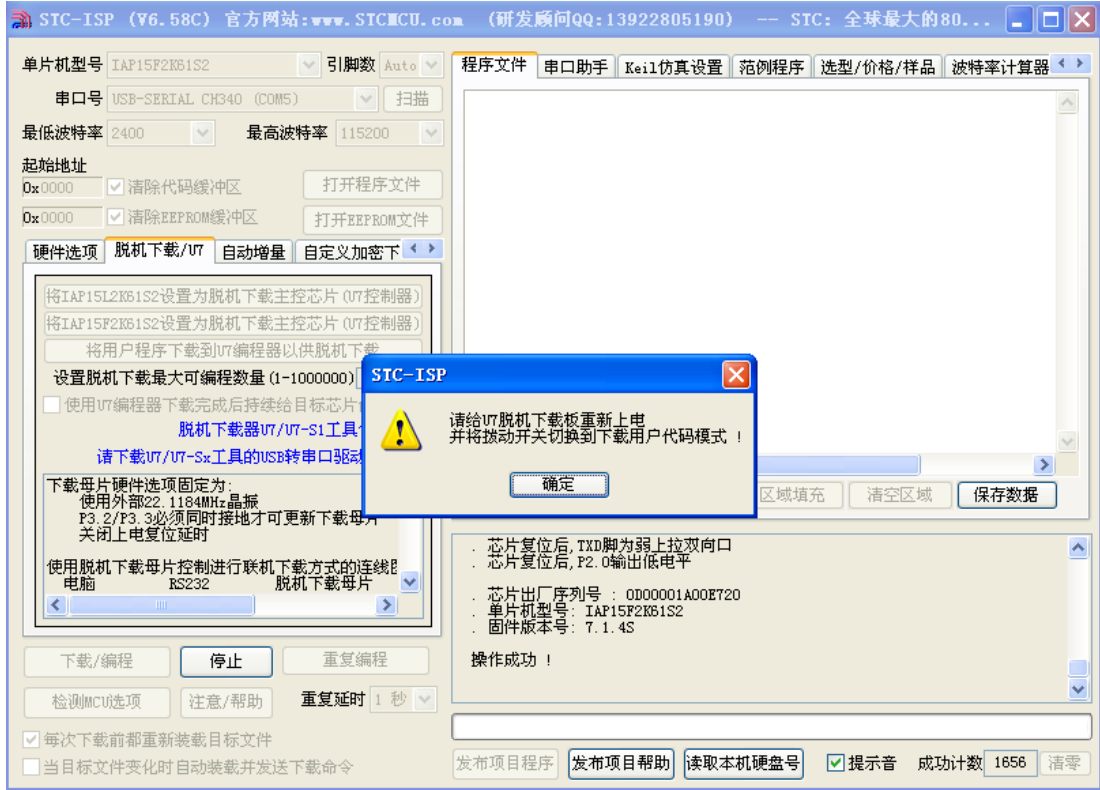 STC-ISP (V6.58C) 官方网站:www.STCMCU.com (研发顾问QQ:13922805190) -- STC: 全球最大的80...
单片机型号 IAP15F2K61S2 引脚数 Auto
串口号 USB-SERIAL CH340 (COM5) 扫描
最低波特率 2400 最高波特率 115200
起始地址
0x0000 清除代码缓冲区 打开程序文件
0x0000 清除EEPROM缓冲区 打开EEPROM文件
硬件选项 脱机下载/U7 自动增量 自定义加密下
将IAP15L2K61S2设置为脱机下载主控芯片(U7控制器)
将IAP15F2K61S2设置为脱机下载主控芯片(U7控制器)
将用户程序下载到U7编程器以供脱机下载
设置脱机下载最大可编程数量(1-1000000)
使用U7编程器下载完成后持续给目标芯片
脱机下载器U7/U7-S1工具
请下载U7/U7-Sx工具的USB转串口驱动
下载母片硬件选项固定为:
使用外部22.1184MHz晶振
P3.2/P3.3必须同时接地才可更新下载母片
关闭上电复位延时
使用脱机下载母片控制进行联机下载方式的连线
电脑 RS232 脱机下载母片
下载/编程 停止 重复编程
检测MCU选项 注意/帮助 重复延时 1 秒
每次下载前都重新装载目标文件
当目标文件变化时自动装载并发送下载命令
程序文件 串口助手 Keil仿真设置 范例程序 选型/价格/样品 波特率计算器
STC-ISP
请给U7脱机下载板重新上电
并将拨动开关切换到下载用户代码模式 !
确定
区域填充 清空区域 保存数据
. 芯片复位后,TXD脚为弱上拉双向口
. 芯片复位后,P2.0输出低电平
. 芯片出厂序列号 : 0D00001A00E720
. 单片机型号: IAP15F2K61S2
. 固件版本号: 7.1.4S
操作成功 !
发布项目程序 发布项目帮助 读取本机硬盘号 提示音 成功计数 1656 清零